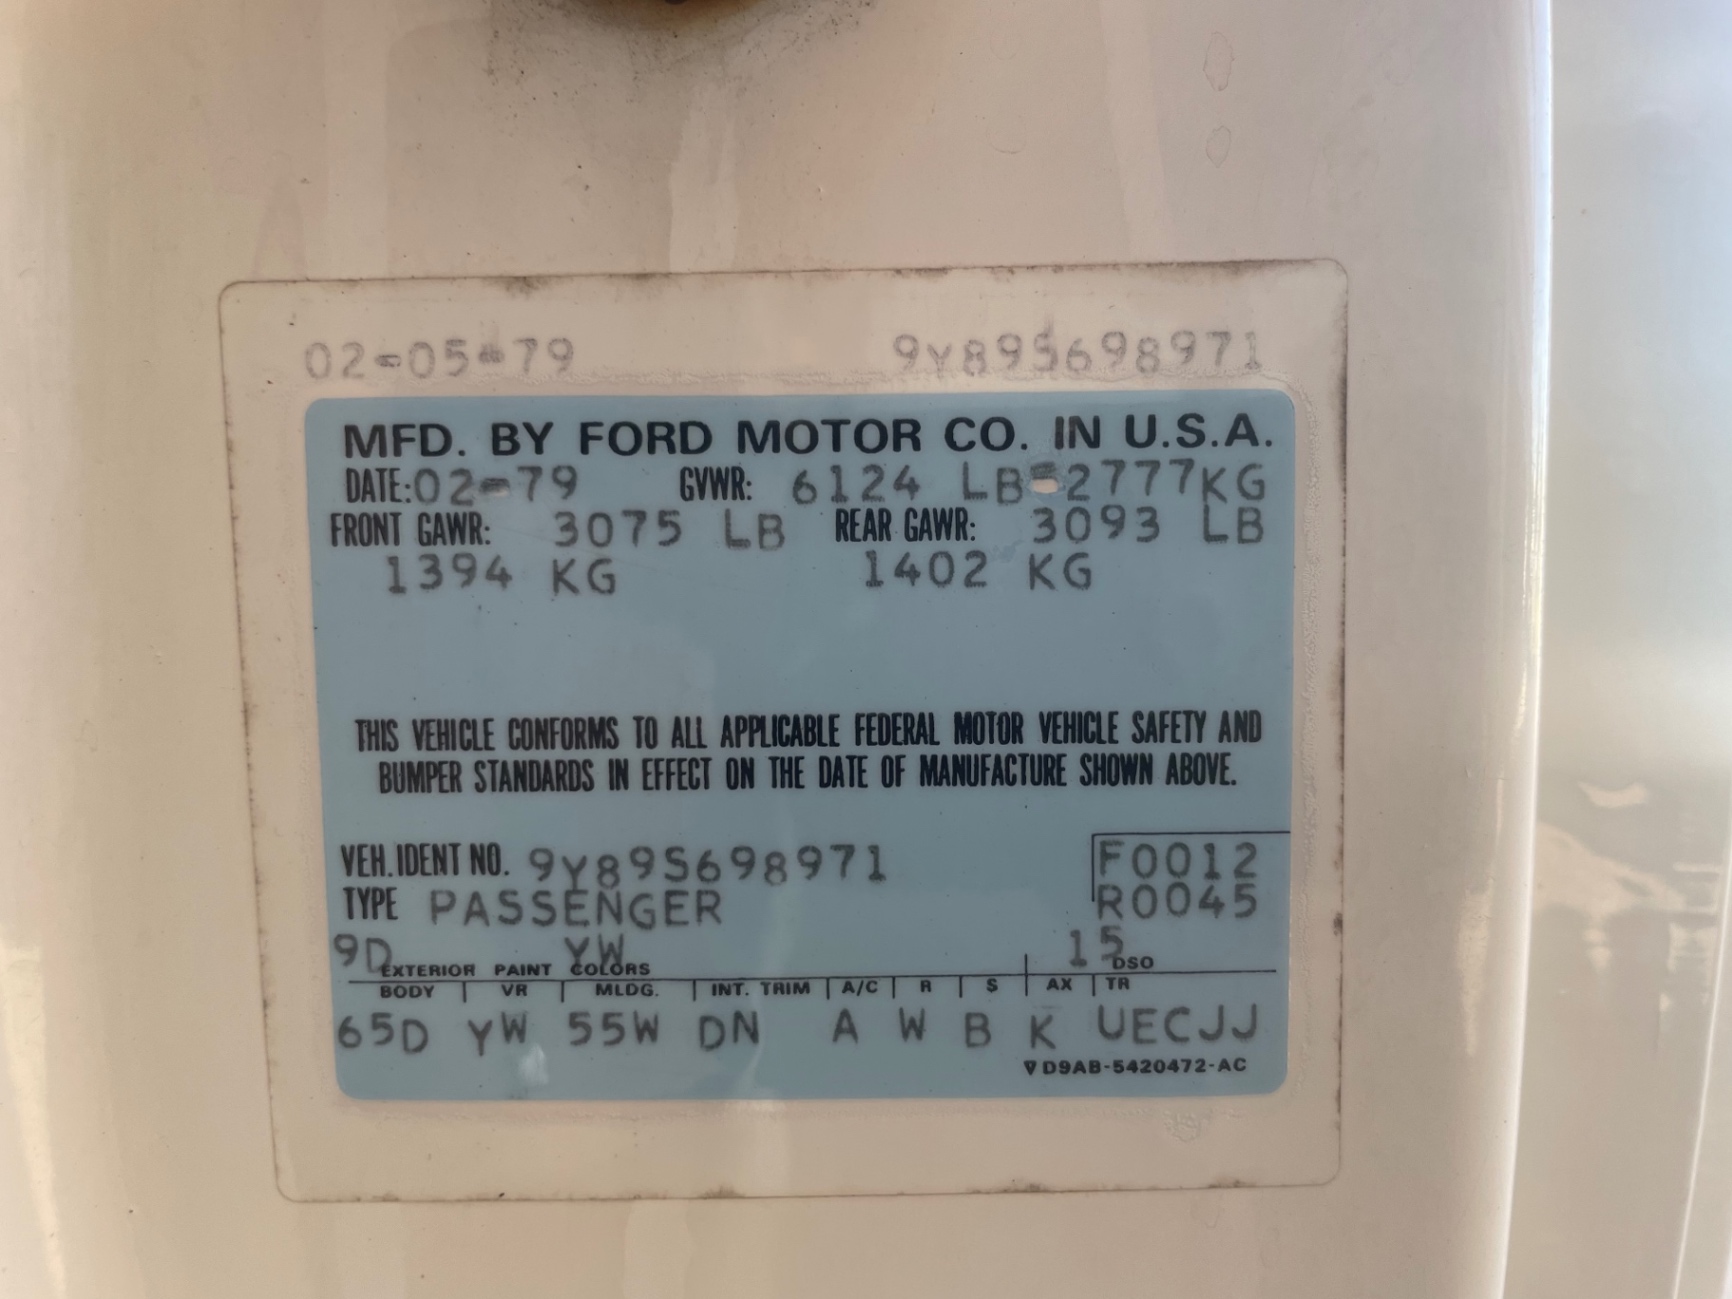 02-05-79 9Y89S698971
MFD. BY FORD MOTOR CO. IN U.S.A.
DATE:02-79 GVWR: 6124 LB-2777KG
FRONT GAWR: 3075 LB REAR GAWR: 3093 LB
1394 KG 1402 KG
THIS VEHICLE CONFORMS TO ALL APPLICABLE FEDERAL MOTOR VEHICLE SAFETY AND
BUMPER STANDARDS IN EFFECT ON THE DATE OF MANUFACTURE SHOWN ABOVE.
VEH. IDENT NO. 9Y89S698971 F0012
TYPE PASSENGER R0045
9D YW 15
EXTERIOR PAINT COLORS DSO
BODY VR MLDG. INT. TRIM A/C R S AX TR
65D YW 55W DN A W B K UECJJ
D9AB-5420472-AC